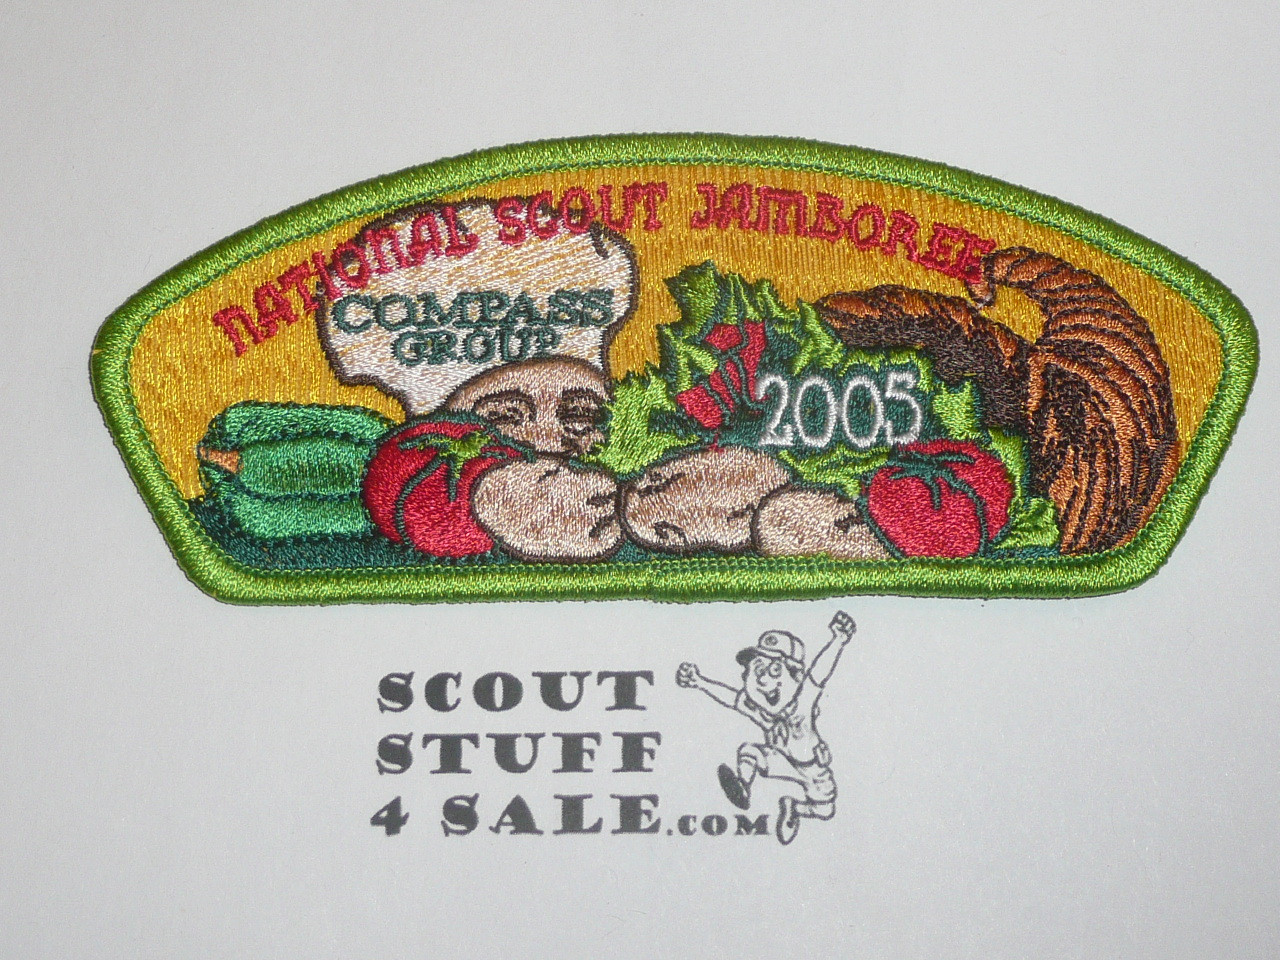 NATIONAL SCOUT JAMBOREE
COMPASS
GROUP
2005
SCOUT
STUFF
4 SALE.COM